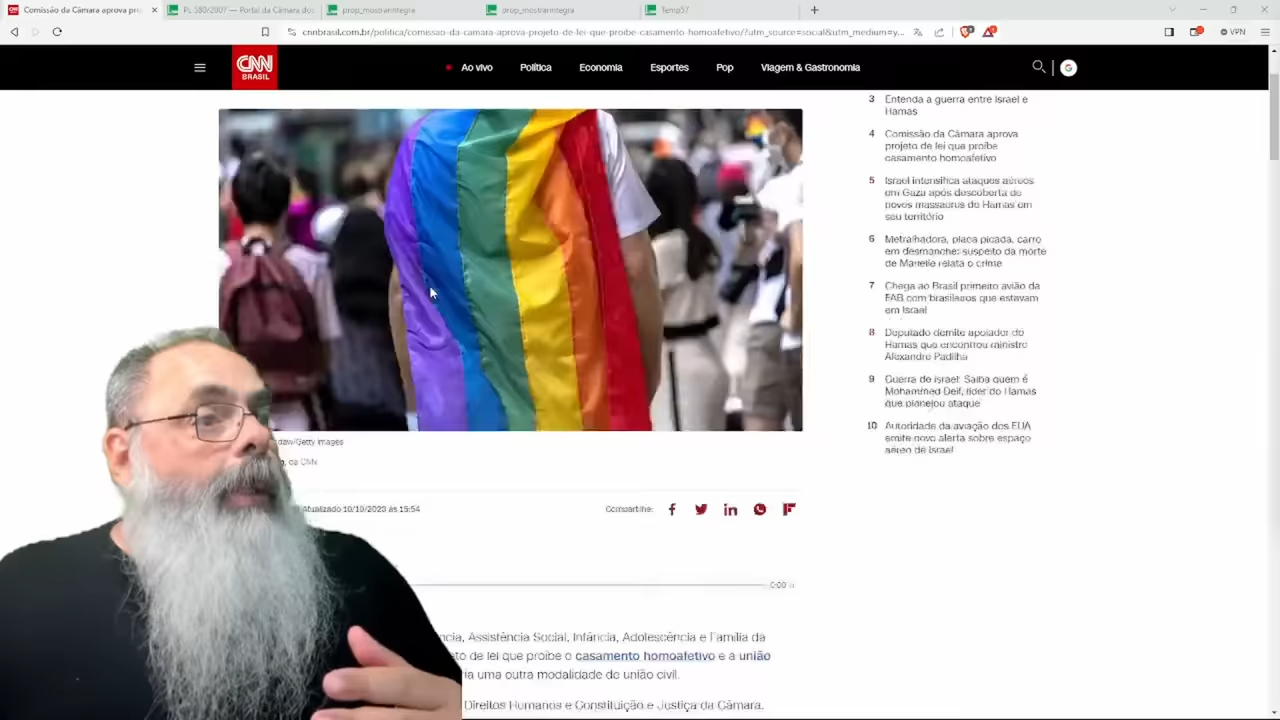 Comissão da Câmara aprova pro
PL 580/2007 — Portal da Câmara dos
prop_mostrarintegra
prop_mostrarintegra
Temp57
cnnbrasil.com.br/politica/comissao-da-camara-aprova-projeto-de-lei-que-proibe-casamento-homoafetivo//?utm_source=social&utm_medium=y...
VPN
CNN
BRASIL
Ao vivo
Política
Economia
Esportes
Pop
Viagem & Gastronomia
3 Entenda a guerra entre Israel e
Hamas
4 Comissão da Câmara aprova
projeto de lei que proíbe
casamento homoafetivo
5 Israel intensifica ataques aéreos
em Gaza após descoberta de
novos massacres do Hamas em
seu território
6 Metralhadora, placa picada, carro
em desmanche: suspeito da morte
de Marielle relata o crime
7 Chega ao Brasil primeiro avião da
FAB com brasileiros que estavam
em Israel
8 Deputado demite apoiador do
Hamas que encontrou ministro
Alexandre Padilha
9 Guerra de Israel: Saiba quem é
Mohammed Deif, líder do Hamas
que planejou ataque
10 Autoridade da aviação dos EUA
emite novo alerta sobre espaço
aéreo de Israel
/Getty Images
da CNN
Atualizado 10/10/2023 às 15:54
Compartilhe:
0:00
ncia, Assistência Social, Infância, Adolescência e Família da
to de lei que proíbe o casamento homoafetivo e a união
ria uma outra modalidade de união civil.
Direitos Humanos e Constituição e Justiça da Câmara.